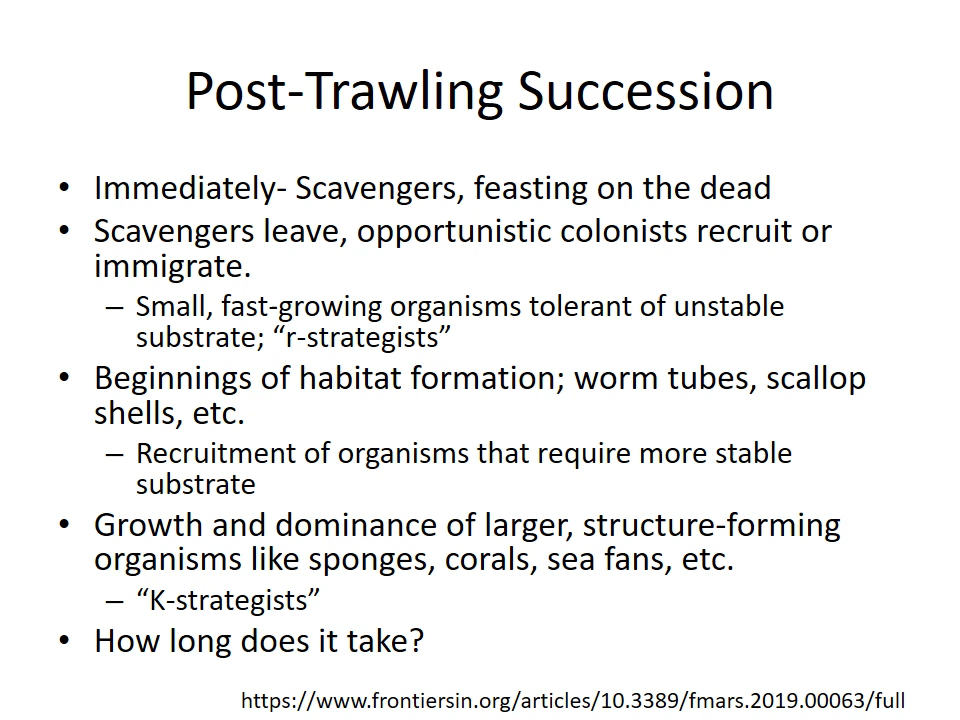 Post-Trawling Succession
• Immediately- Scavengers, feasting on the dead
• Scavengers leave, opportunistic colonists recruit or
immigrate.
– Small, fast-growing organisms tolerant of unstable
substrate; “r-strategists”
• Beginnings of habitat formation; worm tubes, scallop
shells, etc.
– Recruitment of organisms that require more stable
substrate
• Growth and dominance of larger, structure-forming
organisms like sponges, corals, sea fans, etc.
– “K-strategists”
• How long does it take?
https://www.frontiersin.org/articles/10.3389/fmars.2019.00063/full